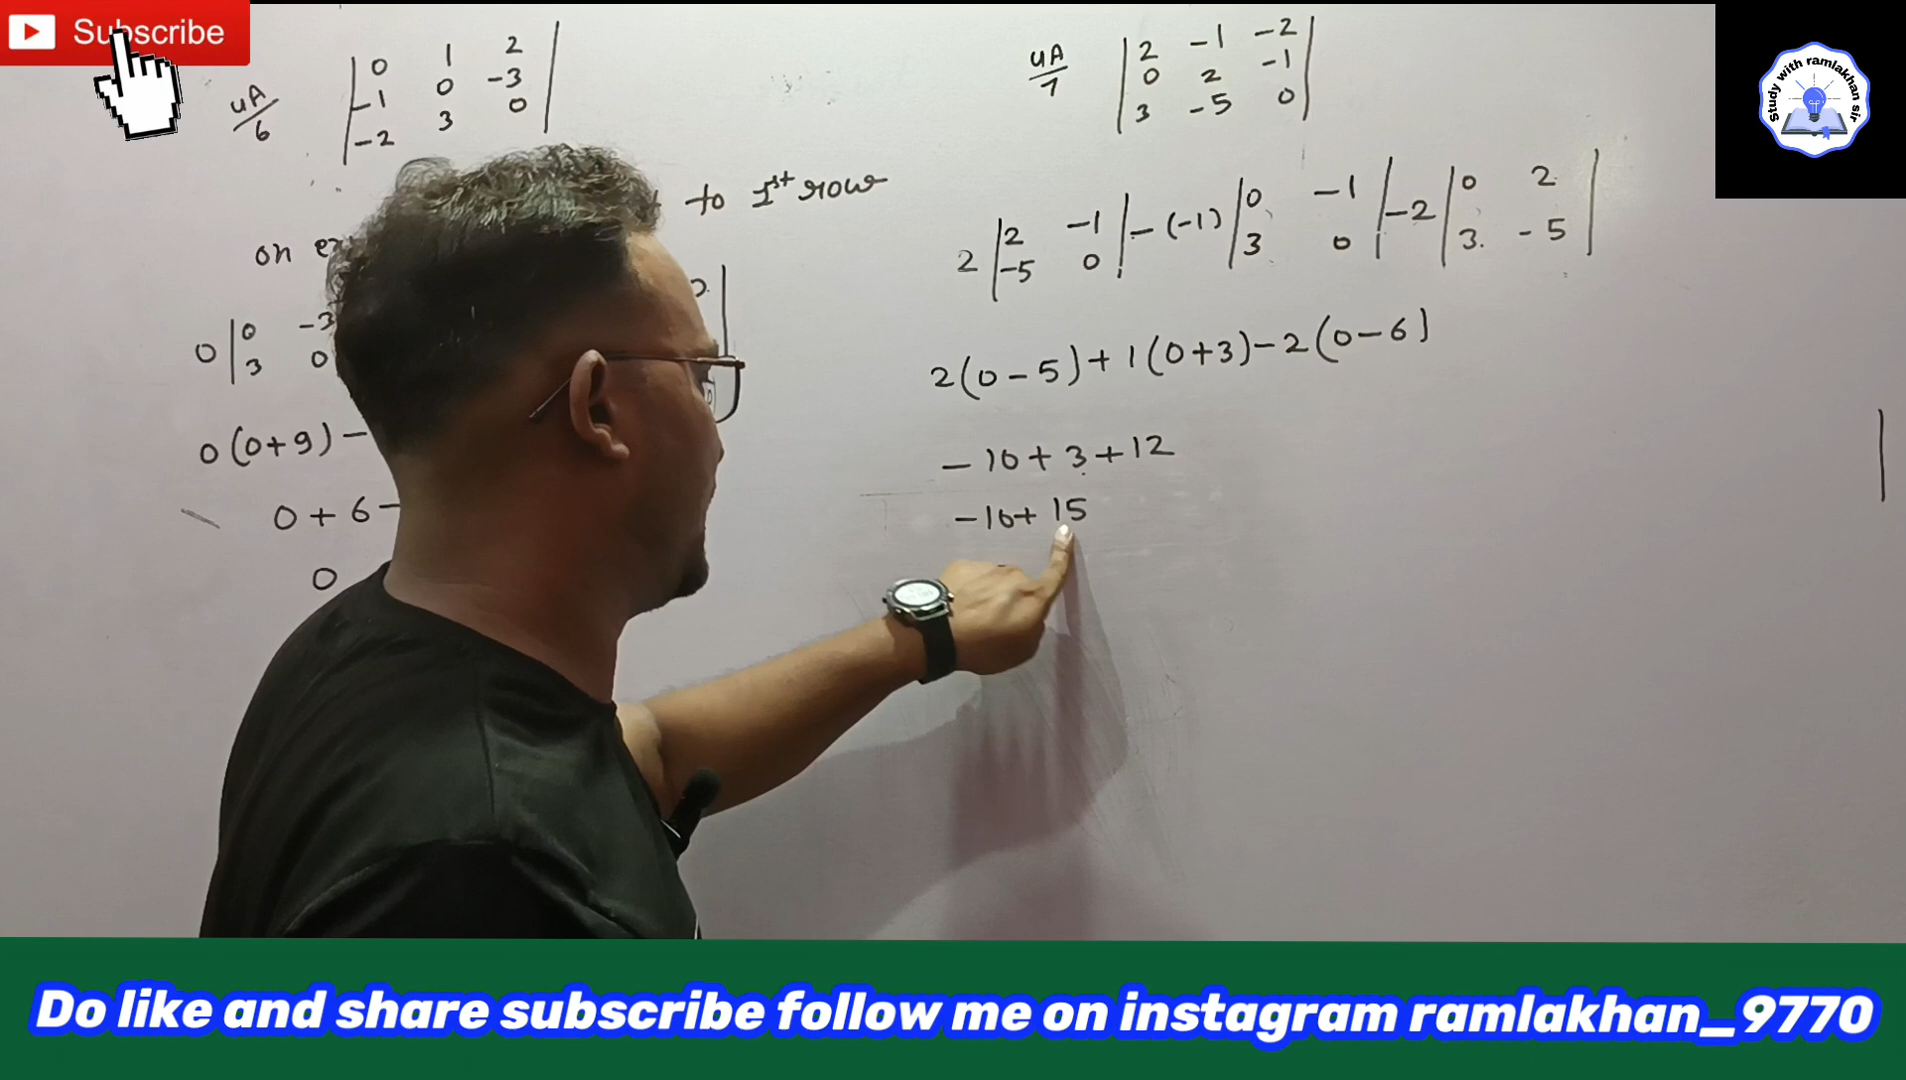 Subscribe
Study with ramlakhan sir
uA/6
0 1 2
-1 0 -3
-2 3 0
to 1st row
on ex
0 | 0 -3
3 0
2
0(0+9) -
0 + 6 -
0
uA/7
2 -1 -2
0 2 -1
3 -5 0
2 | 2 -1 | - (-1) | 0 -1 | -2 | 0 2 |
-5 0 3 0 3 -5
2(0-5)+1(0+3)-2(0-6)
-10+3+12
-10+15
Do like and share subscribe follow me on instagram ramlakhan_9770